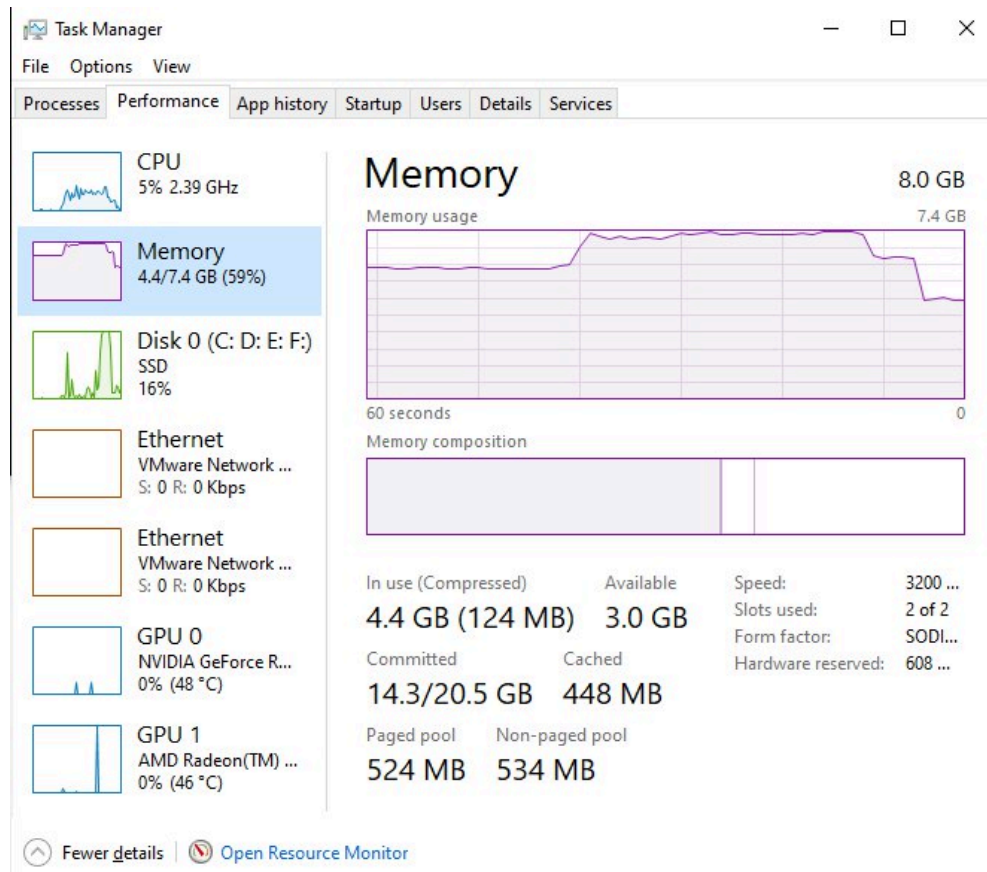 Task Manager
File Options View
Processes Performance App history Startup Users Details Services
CPU
5% 2.39 GHz
Memory
4.4/7.4 GB (59%)
Disk 0 (C: D: E: F:)
SSD
16%
Ethernet
VMware Network ...
S: 0 R: 0 Kbps
Ethernet
VMware Network ...
S: 0 R: 0 Kbps
GPU 0
NVIDIA GeForce R...
0% (48 °C)
GPU 1
AMD Radeon(TM) ...
0% (46 °C)
Memory 8.0 GB
Memory usage 7.4 GB
60 seconds 0
Memory composition
In use (Compressed) Available
4.4 GB (124 MB) 3.0 GB
Committed Cached
14.3/20.5 GB 448 MB
Paged pool Non-paged pool
524 MB 534 MB
Speed: 3200 ...
Slots used: 2 of 2
Form factor: SODI...
Hardware reserved: 608 ...
Fewer details Open Resource Monitor